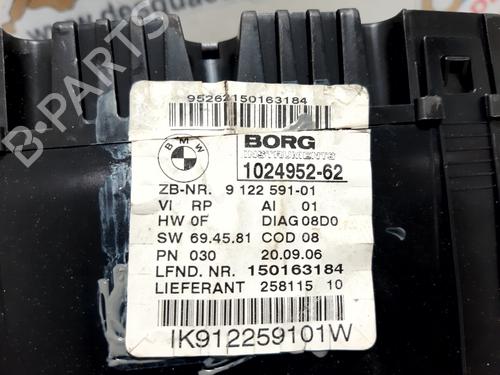 95262150163184
BMW
BORG
INSTRUMENTS
1024952-62
ZB-NR. 9 122 591-01
VI RP AI 01
HW 0F DIAG 08D0
SW 69.45.81 COD 08
PN 030 20.09.06
LFND. NR. 150163184
LIEFERANT 258115 10
IK912259101W
B-PARTS